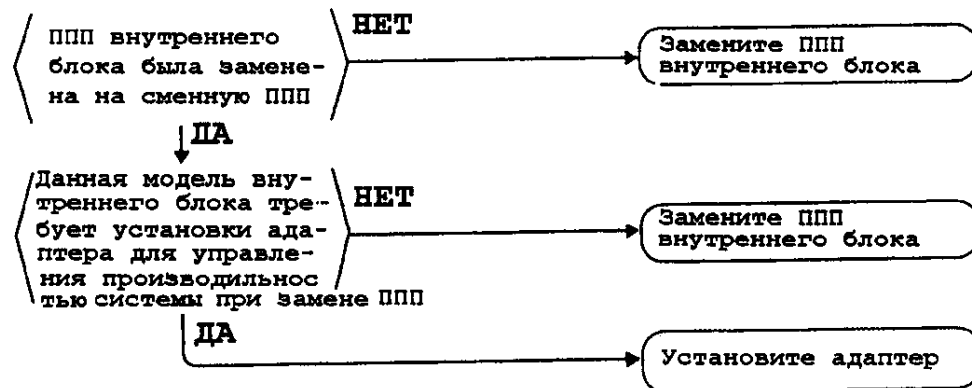 ППП внутреннего
блока была замене-
на на сменную ППП
НЕТ
Замените ППП
внутреннего блока
ДА
Данная модель вну-
треннего блока тре-
бует установки ада-
птера для управле-
ния производильнос
тью системы при замене ППП
НЕТ
Замените ППП
внутреннего блока
ДА
Установите адаптер